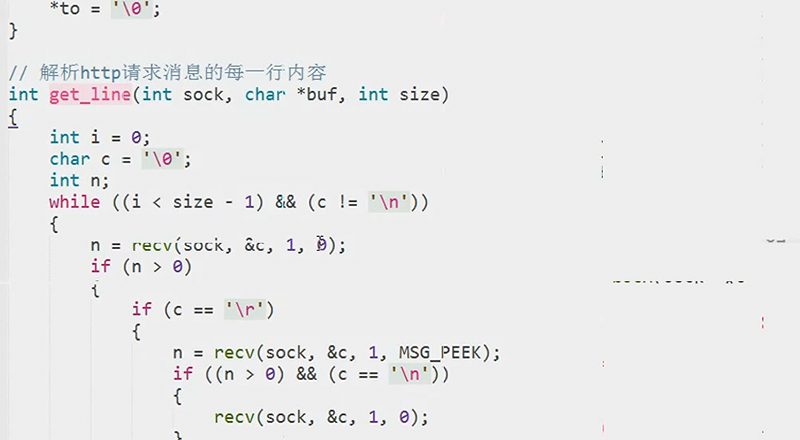 *to = '\0';
}
// 解析http请求消息的每一行内容
int get_line(int sock, char *buf, int size)
{
int i = 0;
char c = '\0';
int n;
while ((i < size - 1) && (c != '\n'))
{
n = recv(sock, &c, 1, 0);
if (n > 0)
{
if (c == '\r')
{
n = recv(sock, &c, 1, MSG_PEEK);
if ((n > 0) && (c == '\n'))
{
recv(sock, &c, 1, 0);
}